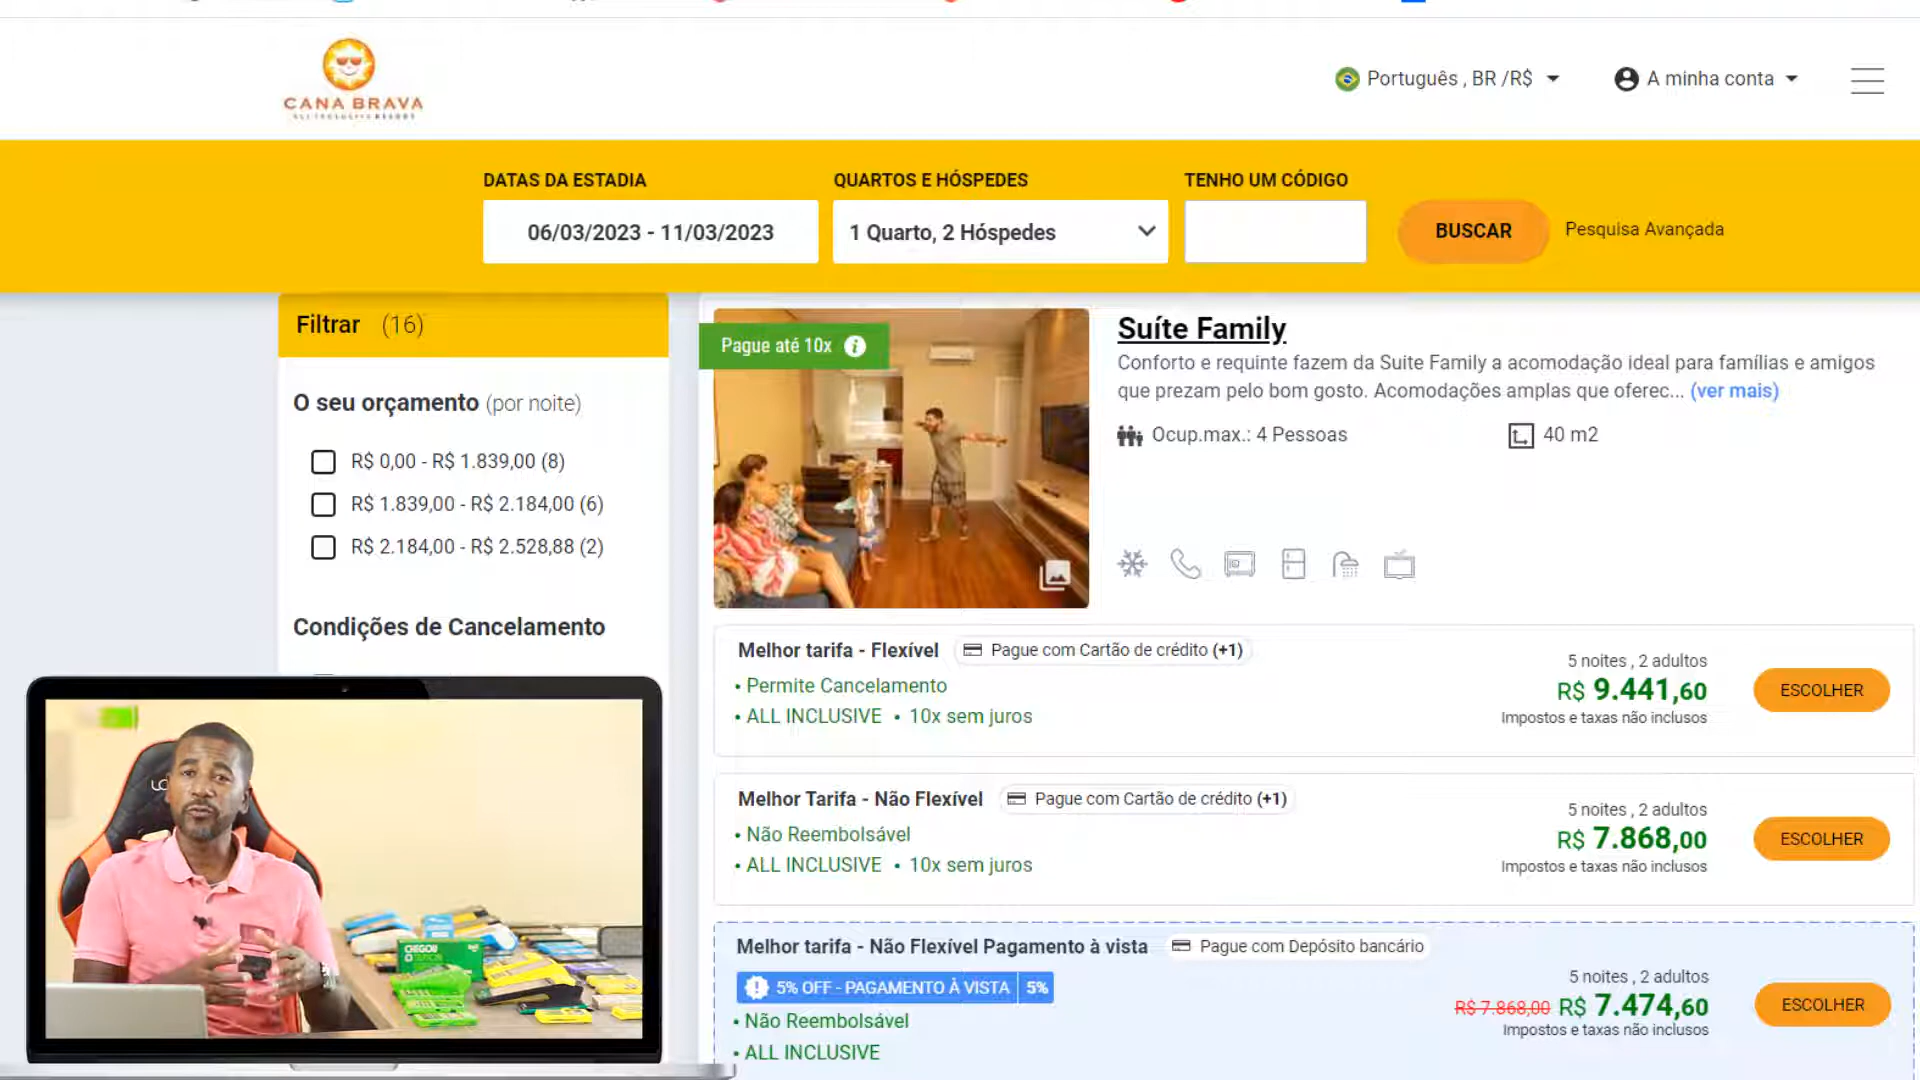 CANA BRAVA
ALL INCLUSIVE RESORT
Português , BR /R$
A minha conta
DATAS DA ESTADIA
QUARTOS E HÓSPEDES
TENHO UM CÓDIGO
06/03/2023 - 11/03/2023
1 Quarto, 2 Hóspedes
BUSCAR
Pesquisa Avançada
Filtrar (16)
O seu orçamento (por noite)
R$ 0,00 - R$ 1.839,00 (8)
R$ 1.839,00 - R$ 2.184,00 (6)
R$ 2.184,00 - R$ 2.528,88 (2)
Condições de Cancelamento
Pague até 10x
Suíte Family
Conforto e requinte fazem da Suite Family a acomodação ideal para famílias e amigos
que prezam pelo bom gosto. Acomodações amplas que oferec... (ver mais)
Ocup.max.: 4 Pessoas
40 m2
Melhor tarifa - Flexível
Pague com Cartão de crédito (+1)
• Permite Cancelamento
• ALL INCLUSIVE • 10x sem juros
5 noites , 2 adultos
R$ 9.441,60
Impostos e taxas não inclusos
ESCOLHER
Melhor Tarifa - Não Flexível
Pague com Cartão de crédito (+1)
• Não Reembolsável
• ALL INCLUSIVE • 10x sem juros
5 noites , 2 adultos
R$ 7.868,00
Impostos e taxas não inclusos
ESCOLHER
Melhor tarifa - Não Flexível Pagamento à vista
Pague com Depósito bancário
5% OFF - PAGAMENTO À VISTA 5%
• Não Reembolsável
• ALL INCLUSIVE
5 noites , 2 adultos
R$ 7.868,00 R$ 7.474,60
Impostos e taxas não inclusos
ESCOLHER
CHEGOU